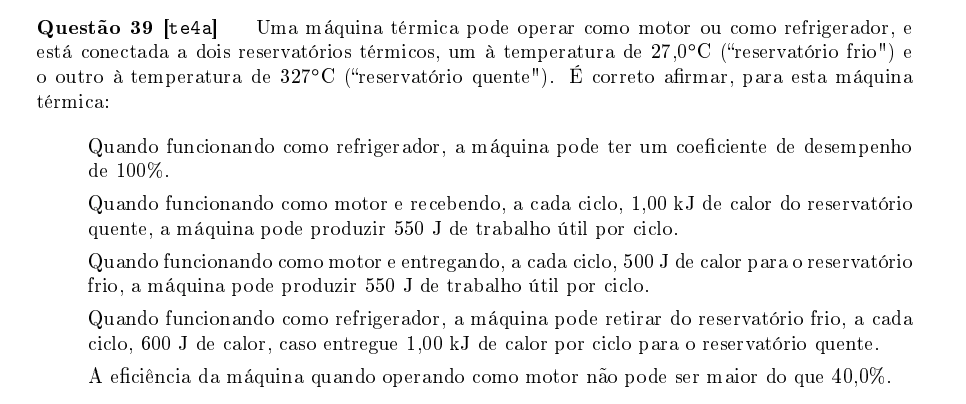 Questão 39 [te4a] Uma máquina térmica pode operar como motor ou como refrigerador, e
está conectada a dois reservatórios térmicos, um à temperatura de 27,0°C (“reservatório frio") e
o outro à temperatura de 327°C (“reservatório quente"). É correto afirmar, para esta máquina
térmica:
Quando funcionando como refrigerador, a máquina pode ter um coeficiente de desempenho
de 100%.
Quando funcionando como motor e recebendo, a cada ciclo, 1,00 kJ de calor do reservatório
quente, a máquina pode produzir 550 J de trabalho útil por ciclo.
Quando funcionando como motor e entregando, a cada ciclo, 500 J de calor para o reservatório
frio, a máquina pode produzir 550 J de trabalho útil por ciclo.
Quando funcionando como refrigerador, a máquina pode retirar do reservatório frio, a cada
ciclo, 600 J de calor, caso entregue 1,00 kJ de calor por ciclo para o reservatório quente.
A eficiência da máquina quando operando como motor não pode ser maior do que 40,0%.